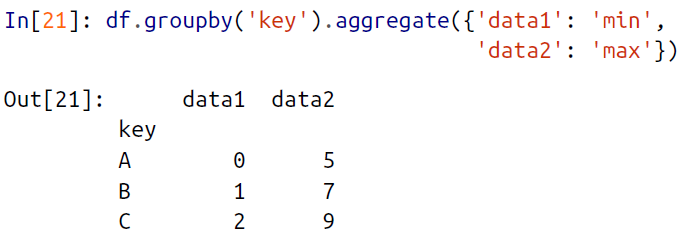 In[21]: df.groupby('key').aggregate({'data1': 'min',
'data2': 'max'})
Out[21]: data1 data2
key
A 0 5
B 1 7
C 2 9